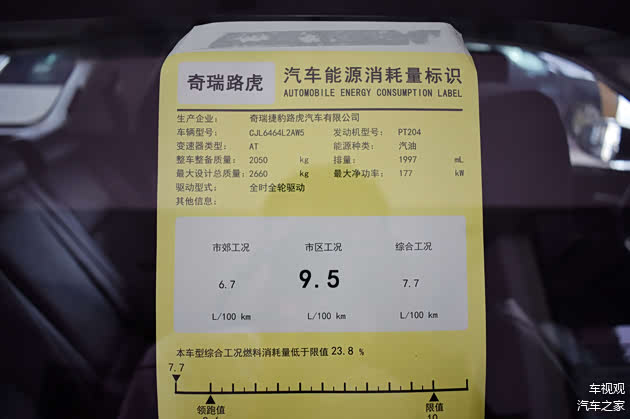 奇瑞路虎
汽车能源消耗量标识
AUTOMOBILE ENERGY CONSUMPTION LABEL
生产企业: 奇瑞捷豹路虎汽车有限公司
车辆型号: CJL6464L2AW5 发动机型号: PT204
变速器类型: AT 能源种类: 汽油
整车整备质量: 2050 kg 排量: 1997 mL
最大设计总质量: 2660 kg 最大净功率: 177 kW
驱动型式: 全时全轮驱动
其他信息:
市郊工况 市区工况 综合工况
6.7 9.5 7.7
L/100 km L/100 km L/100 km
本车型综合工况燃料消耗量低于限值 23.8 %
7.7
领跑值 限值
车视观
汽车之家